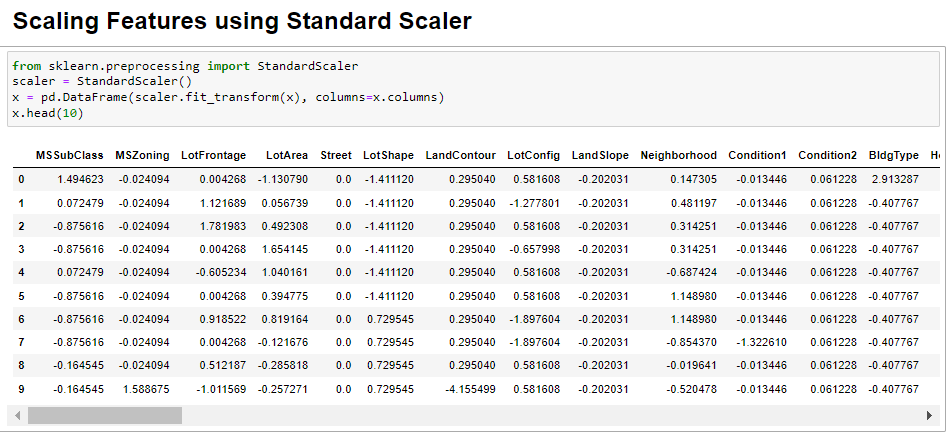 Scaling Features using Standard Scaler
from sklearn.preprocessing import StandardScaler
scaler = StandardScaler()
x = pd.DataFrame(scaler.fit_transform(x), columns=x.columns)
x.head(10)
MSSubClass MSZoning LotFrontage LotArea Street LotShape LandContour LotConfig LandSlope Neighborhood Condition1 Condition2 BldgType
0 1.494623 -0.024094 0.004268 -1.130790 0.0 -1.411120 0.295040 0.581608 -0.202031 0.147305 -0.013446 0.061228 2.913287
1 0.072479 -0.024094 1.121689 0.056739 0.0 -1.411120 0.295040 -1.277801 -0.202031 0.481197 -0.013446 0.061228 -0.407767
2 -0.875616 -0.024094 1.781983 0.492308 0.0 -1.411120 0.295040 0.581608 -0.202031 0.314251 -0.013446 0.061228 -0.407767
3 -0.875616 -0.024094 0.004268 1.654145 0.0 -1.411120 0.295040 -0.657998 -0.202031 0.314251 -0.013446 0.061228 -0.407767
4 0.072479 -0.024094 -0.605234 1.040161 0.0 -1.411120 0.295040 0.581608 -0.202031 -0.687424 -0.013446 0.061228 -0.407767
5 -0.875616 -0.024094 0.004268 0.394775 0.0 -1.411120 0.295040 0.581608 -0.202031 1.148980 -0.013446 0.061228 -0.407767
6 -0.875616 -0.024094 0.918522 0.819164 0.0 0.729545 0.295040 -1.897604 -0.202031 1.148980 -0.013446 0.061228 -0.407767
7 -0.875616 -0.024094 0.004268 -0.121676 0.0 0.729545 0.295040 -1.897604 -0.202031 -0.854370 -1.322610 0.061228 -0.407767
8 -0.164545 -0.024094 0.512187 -0.285818 0.0 0.729545 0.295040 0.581608 -0.202031 -0.019641 -0.013446 0.061228 -0.407767
9 -0.164545 1.588675 -1.011569 -0.257271 0.0 0.729545 -4.155499 0.581608 -0.202031 -0.520478 -0.013446 0.061228 -0.407767